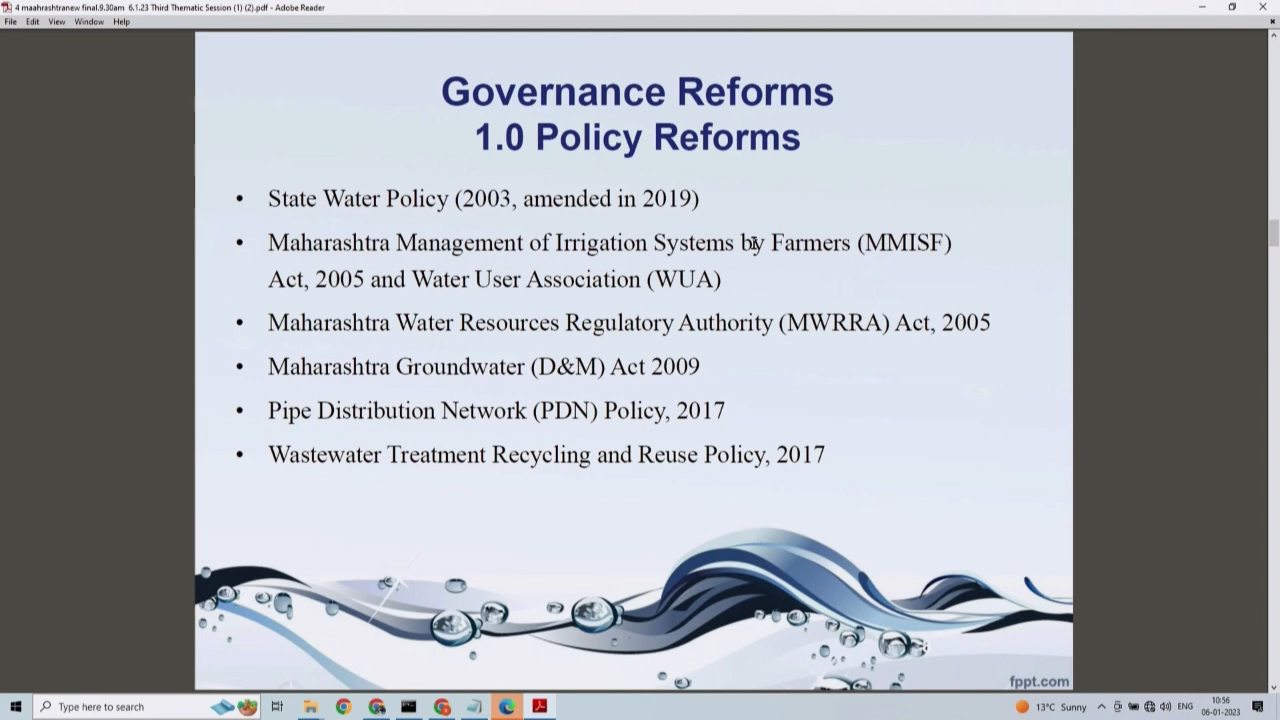 4 maahrashtranew final.9.30am 6.1.23 Third Thematic Session (1) (2).pdf - Adobe Reader
File Edit View Window Help
Governance Reforms
1.0 Policy Reforms
• State Water Policy (2003, amended in 2019)
• Maharashtra Management of Irrigation Systems by Farmers (MMISF)
Act, 2005 and Water User Association (WUA)
• Maharashtra Water Resources Regulatory Authority (MWRRA) Act, 2005
• Maharashtra Groundwater (D&M) Act 2009
• Pipe Distribution Network (PDN) Policy, 2017
• Wastewater Treatment Recycling and Reuse Policy, 2017
fppt.com
Type here to search
13°C Sunny
ENG
10:56
06-01-2023